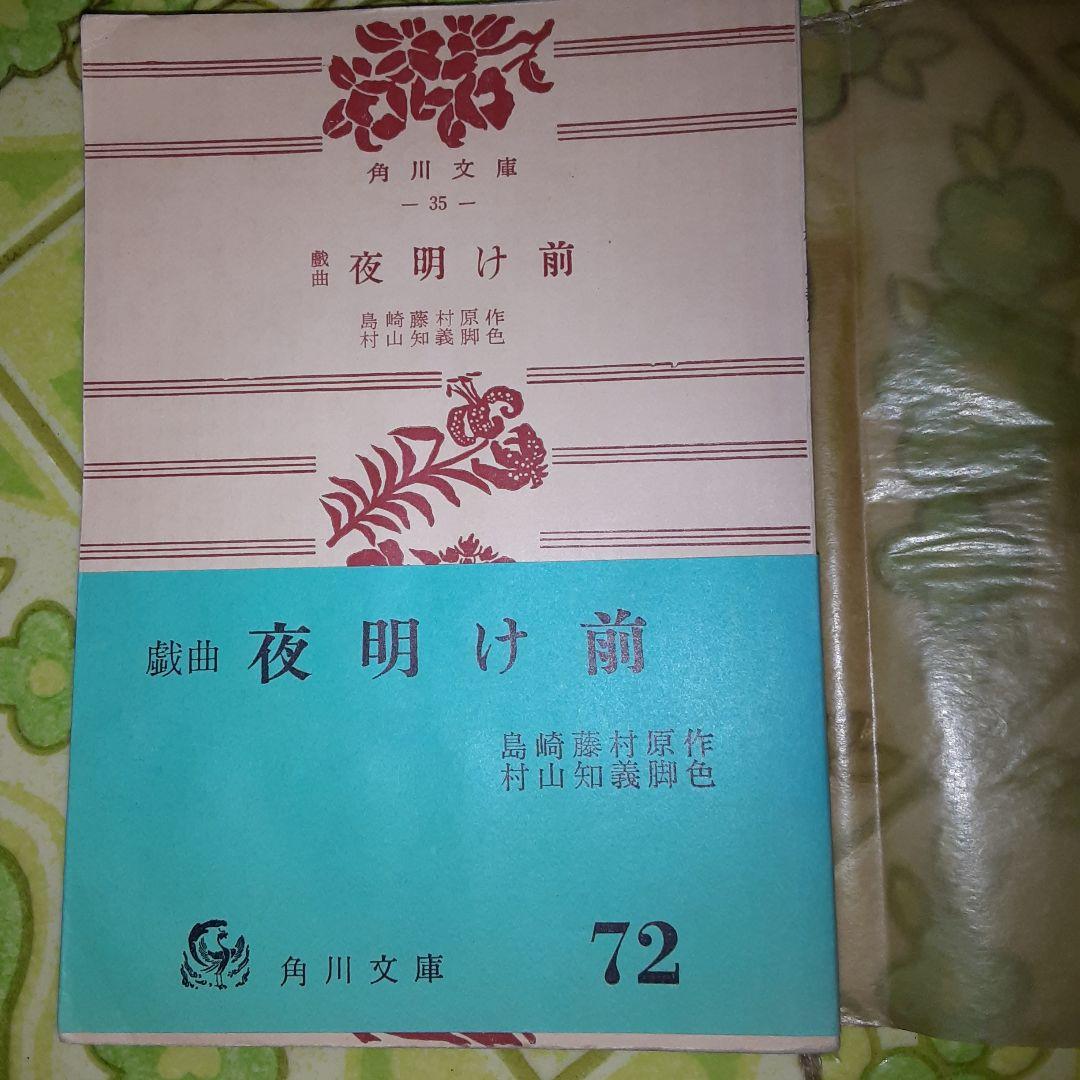 角川文庫
— 35 —
戲曲 夜明け前
島崎藤村原作
村山知義脚色
戯曲 夜明け前
島崎藤村原作
村山知義脚色
角川文庫 72